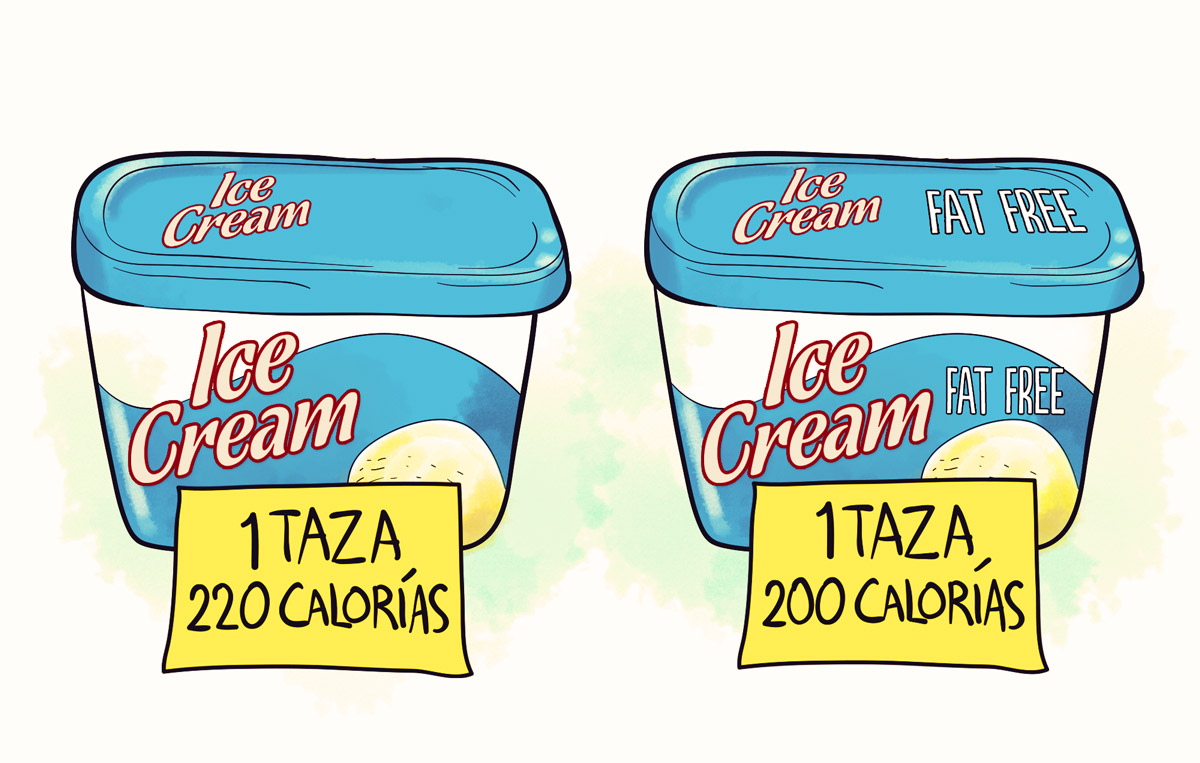 Ice
Cream
Ice
Cream
1 TAZA
220 CALORÍAS
Ice
Cream
FAT FREE
Ice
Cream
FAT FREE
1 TAZA
200 CALORÍAS